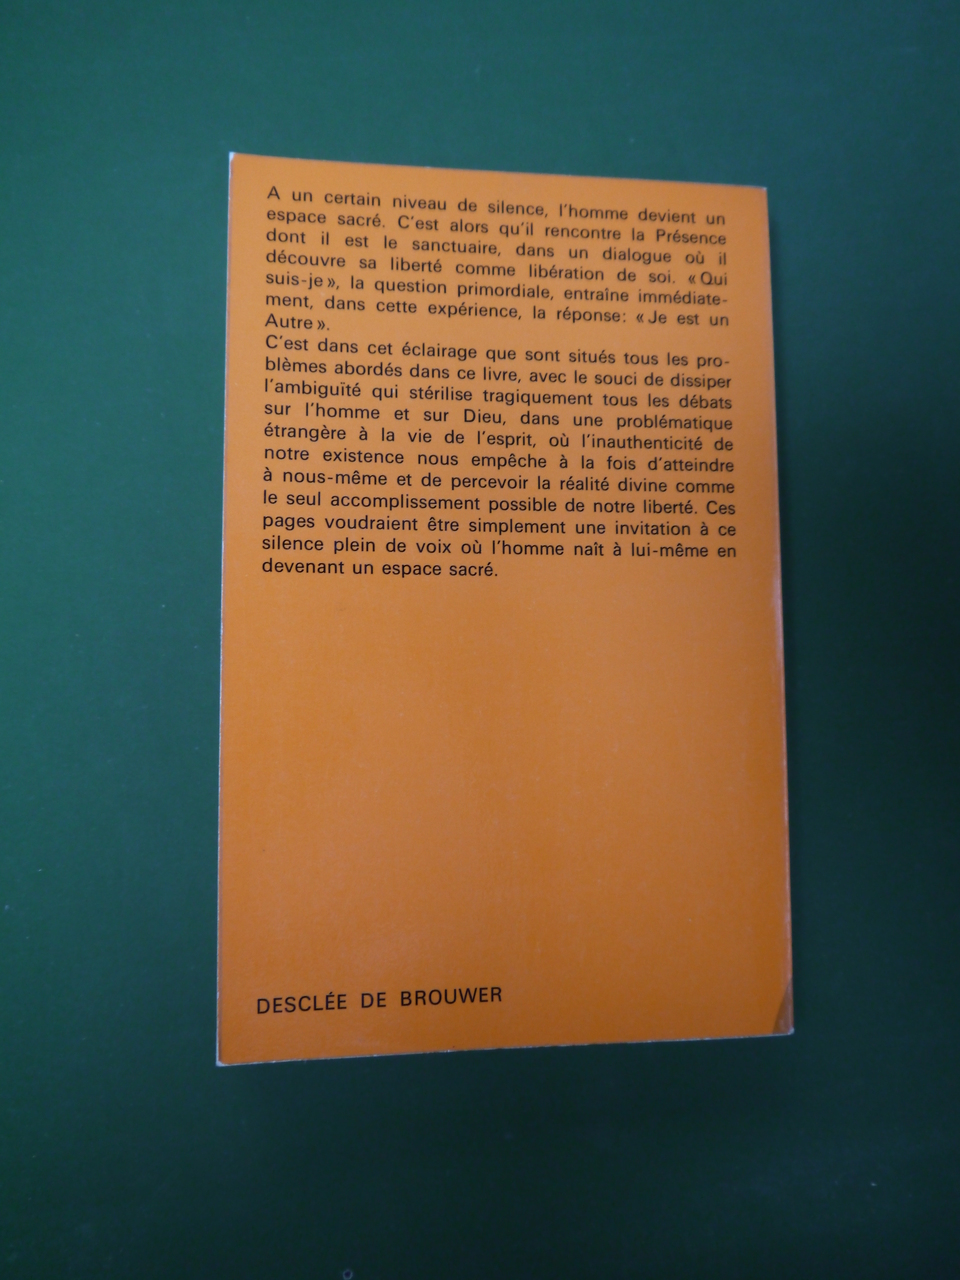 A un certain niveau de silence, l'homme devient un
espace sacré. C'est alors qu'il rencontre la Présence
dont il est le sanctuaire, dans un dialogue où il
découvre sa liberté comme libération de soi. « Qui
suis-je », la question primordiale, entraîne immédiate-
ment, dans cette expérience, la réponse: « Je est un
Autre ».
C'est dans cet éclairage que sont situés tous les pro-
blèmes abordés dans ce livre, avec le souci de dissiper
l'ambiguïté qui stérilise tragiquement tous les débats
sur l'homme et sur Dieu, dans une problématique
étrangère à la vie de l'esprit, où l'inauthenticité de
notre existence nous empêche à la fois d'atteindre
à nous-même et de percevoir la réalité divine comme
le seul accomplissement possible de notre liberté. Ces
pages voudraient être simplement une invitation à ce
silence plein de voix où l'homme naît à lui-même en
devenant un espace sacré.
DESCLÉE DE BROUWER